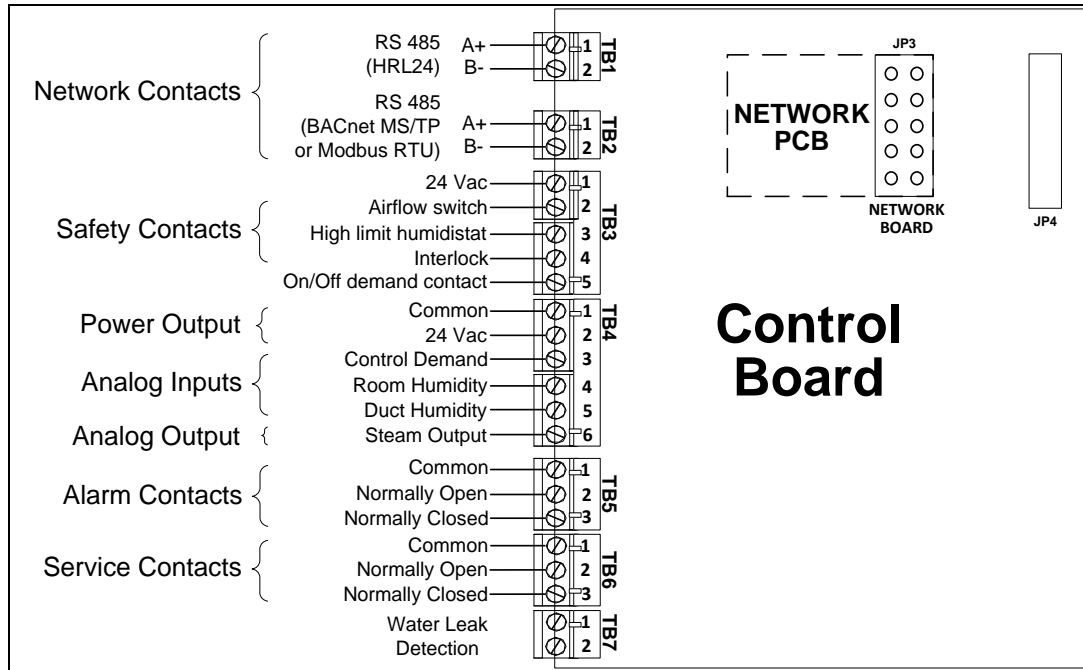 Network Contacts
RS 485
(HRL24)
A+
B-
1
2
TB1
RS 485
(BACnet MS/TP
or Modbus RTU)
A+
B-
1
2
TB2
Safety Contacts
24 Vac
1
Airflow switch
2
High limit humidistat
3
Interlock
4
On/Off demand contact
5
TB3
Power Output
Common
1
24 Vac
2
Analog Inputs
Control Demand
3
Room Humidity
4
Duct Humidity
5
Analog Output
Steam Output
6
TB4
Alarm Contacts
Common
1
Normally Open
2
Normally Closed
3
TB5
Service Contacts
Common
1
Normally Open
2
Normally Closed
3
TB6
Water Leak
Detection
1
2
TB7
JP3
NETWORK
PCB
NETWORK
BOARD
JP4
Control
Board